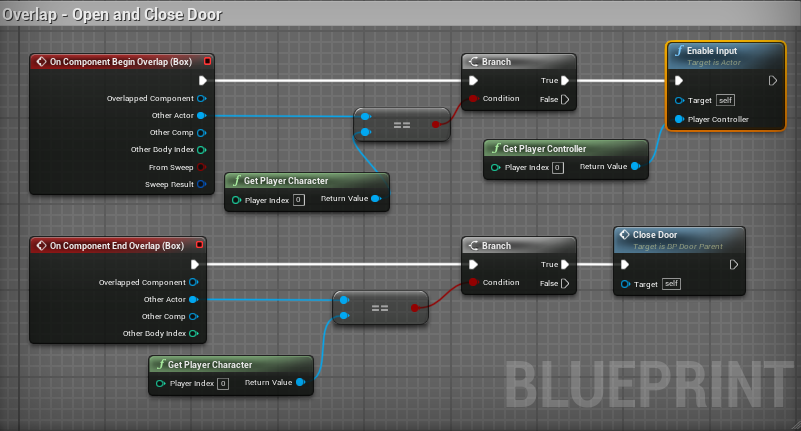 Overlap - Open and Close Door
On Component Begin Overlap (Box)
Overlapped Component
Other Actor
Other Comp
Other Body Index
From Sweep
Sweep Result
==
Get Player Character
Player Index 0
Return Value
Branch
True
Condition
False
Get Player Controller
Player Index 0
Return Value
Enable Input
Target is Actor
Target self
Player Controller
On Component End Overlap (Box)
Overlapped Component
Other Actor
Other Comp
Other Body Index
==
Get Player Character
Player Index 0
Return Value
Branch
True
Condition
False
Close Door
Target is BP Door Parent
Target self
BLUEPRINT